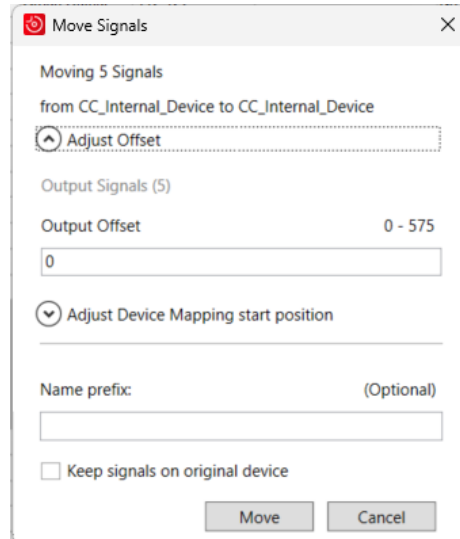 Move Signals
Moving 5 Signals
from CC_Internal_Device to CC_Internal_Device
Adjust Offset
Output Signals (5)
Output Offset 0 - 575
0
Adjust Device Mapping start position
Name prefix: (Optional)
Keep signals on original device
Move Cancel